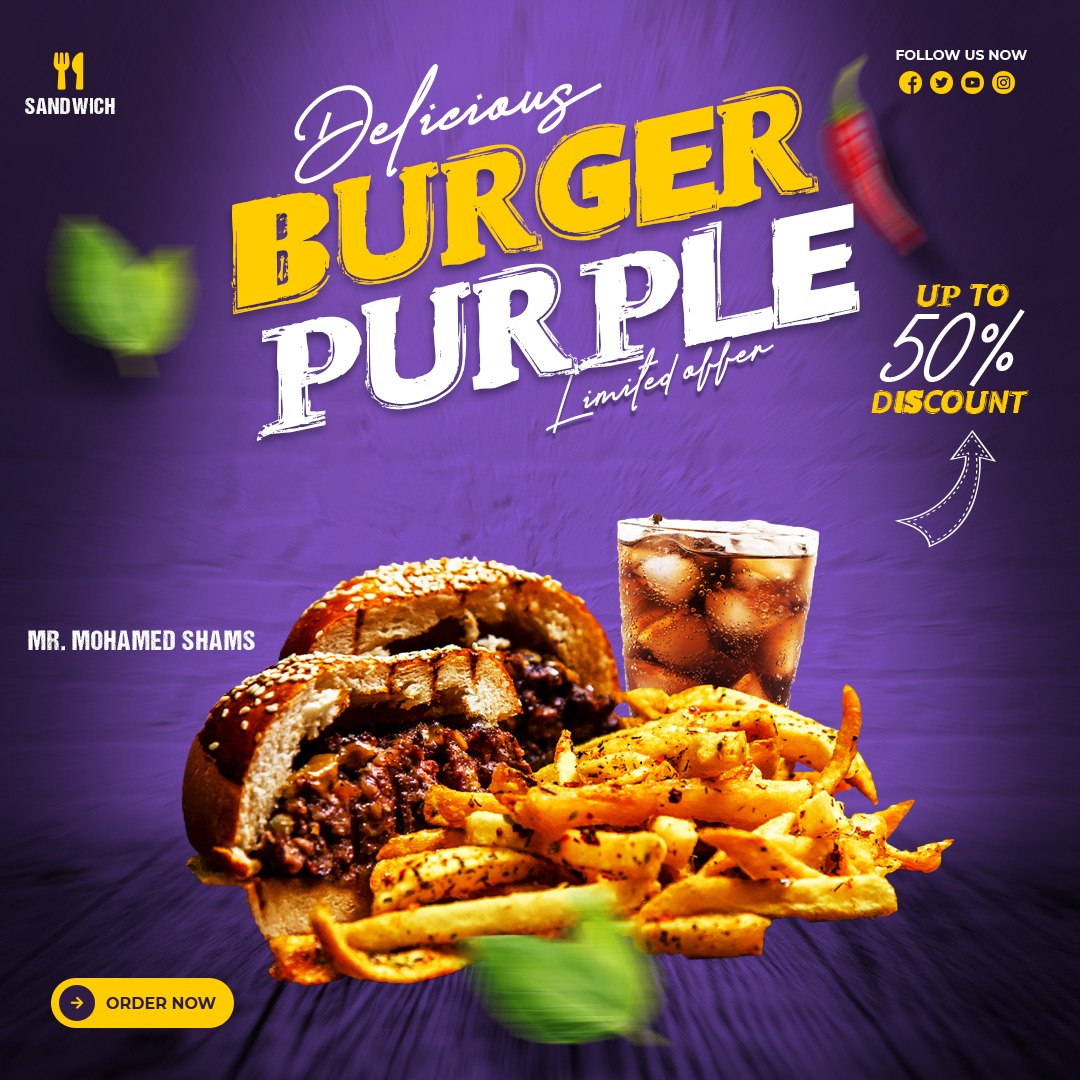 SANDWICH
FOLLOW US NOW
Delicious
BURGER
PURPLE
Limited offer
UP TO
50%
DISCOUNT
MR. MOHAMED SHAMS
ORDER NOW